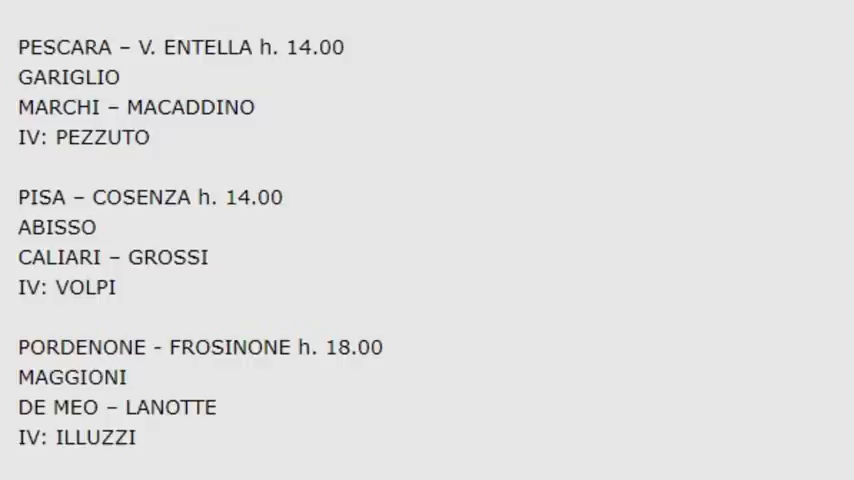 PESCARA – V. ENTELLA h. 14.00
GARIGLIO
MARCHI – MACADDINO
IV: PEZZUTO
PISA – COSENZA h. 14.00
ABISSO
CALIARI – GROSSI
IV: VOLPI
PORDENONE - FROSINONE h. 18.00
MAGGIONI
DE MEO – LANOTTE
IV: ILLUZZI